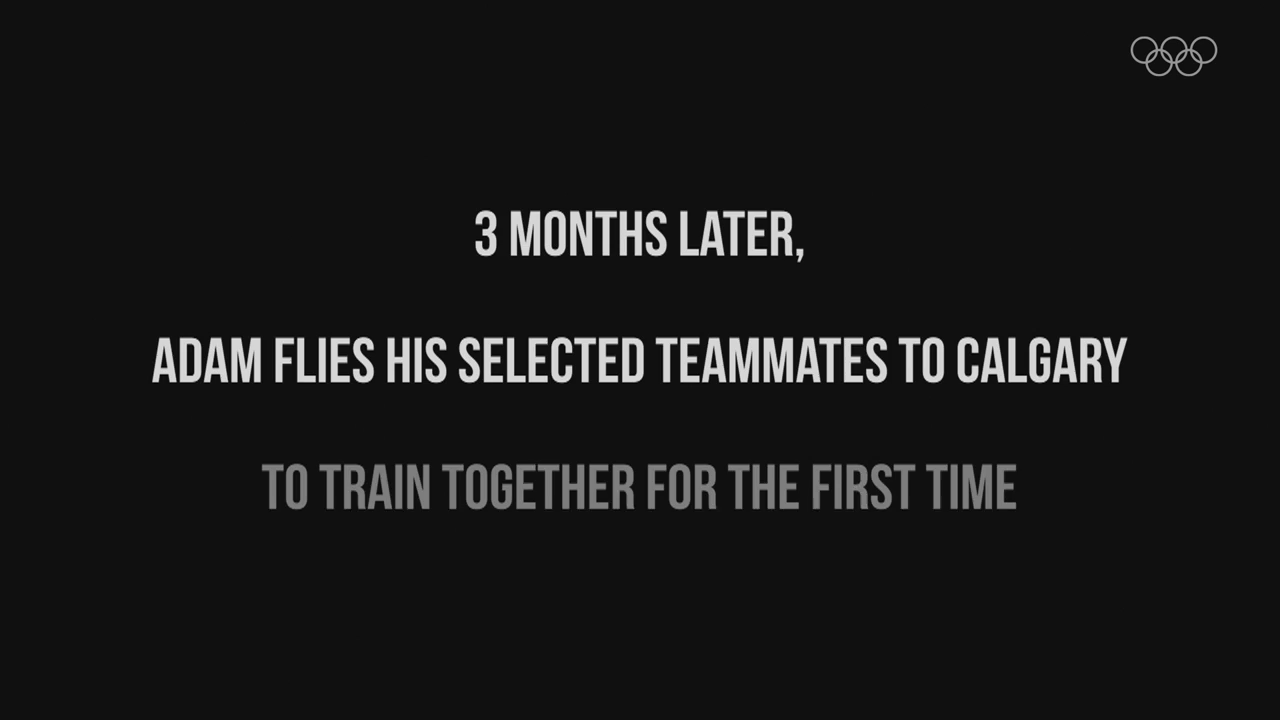 3 MONTHS LATER,
ADAM FLIES HIS SELECTED TEAMMATES TO CALGARY
TO TRAIN TOGETHER FOR THE FIRST TIME